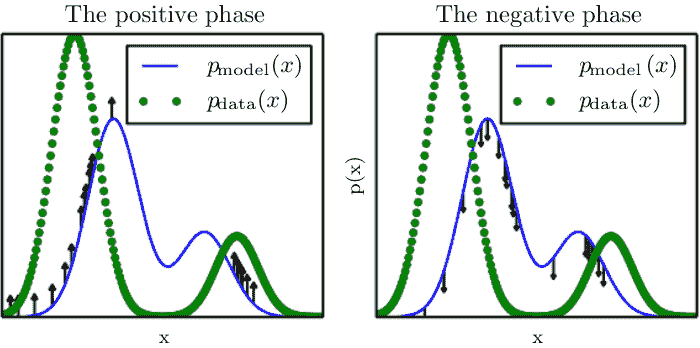 The positive phase
p_model(x)
p_data(x)
x
The negative phase
p_model(x)
p_data(x)
p(x)
x